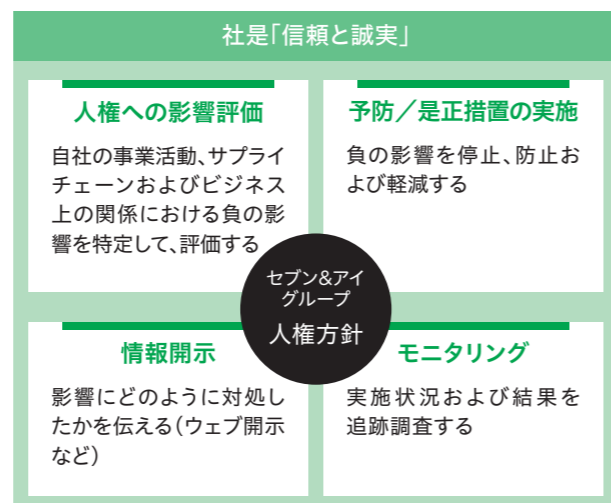 社是「信頼と誠実」
人権への影響評価
自社の事業活動、サプライ
チェーンおよびビジネス
上の関係における負の影
響を特定して、評価する
予防／是正措置の実施
負の影響を停止、防止お
よび軽減する
セブン&アイ
グループ
人権方針
情報開示
影響にどのように対処し
たかを伝える（ウェブ開示
など）
モニタリング
実施状況および結果を
追跡調査する